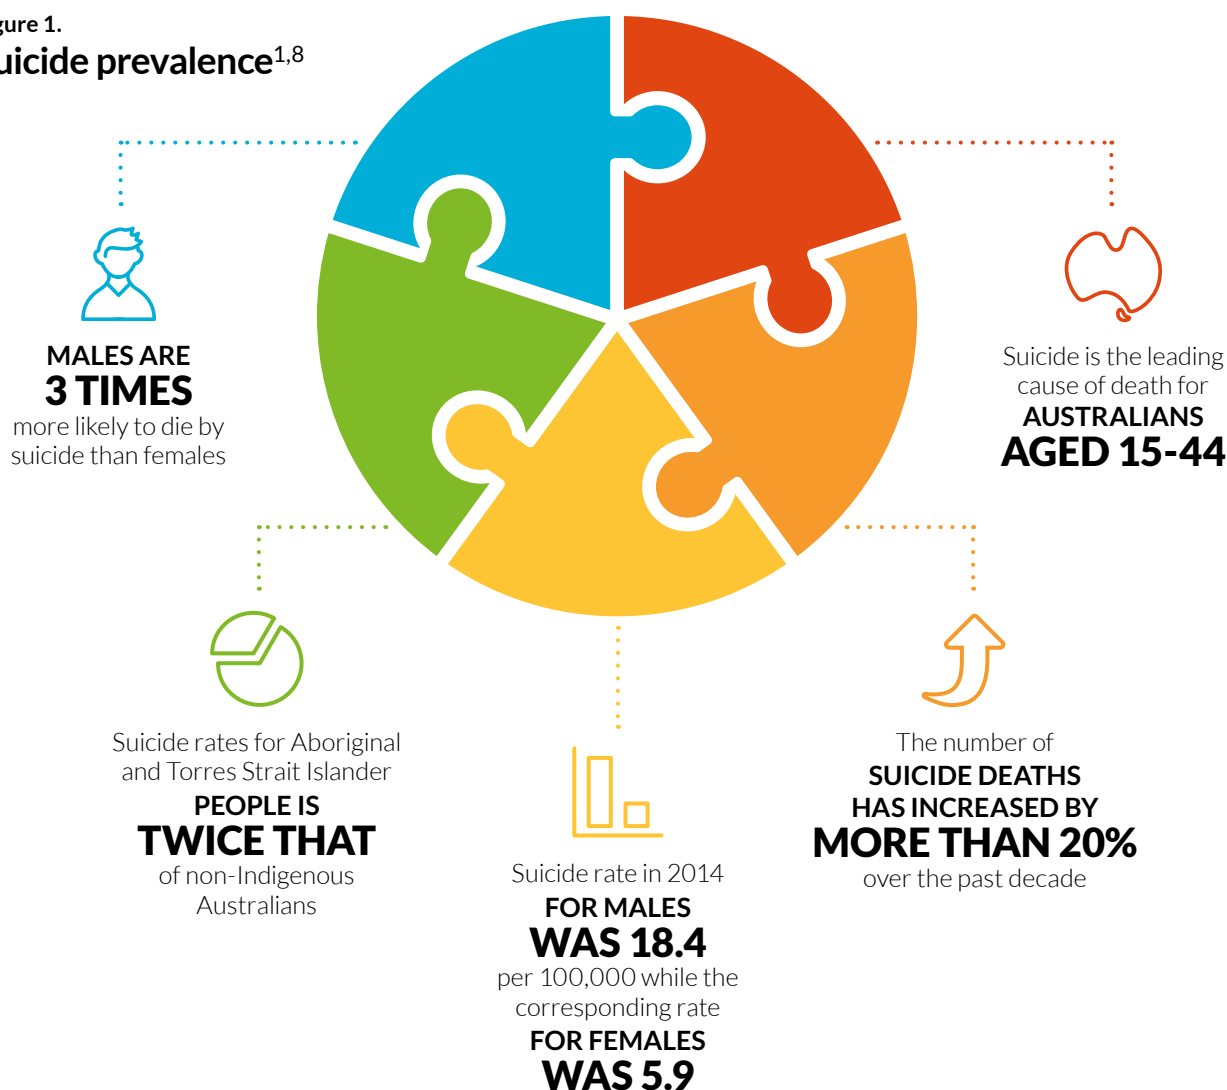 gure 1.
uicide prevalence1,8
MALES ARE
3 TIMES
more likely to die by
suicide than females
Suicide is the leading
cause of death for
AUSTRALIANS
AGED 15-44
Suicide rates for Aboriginal
and Torres Strait Islander
PEOPLE IS
TWICE THAT
of non-Indigenous
Australians
Suicide rate in 2014
FOR MALES
WAS 18.4
per 100,000 while the
corresponding rate
FOR FEMALES
WAS 5.9
The number of
SUICIDE DEATHS
HAS INCREASED BY
MORE THAN 20%
over the past decade